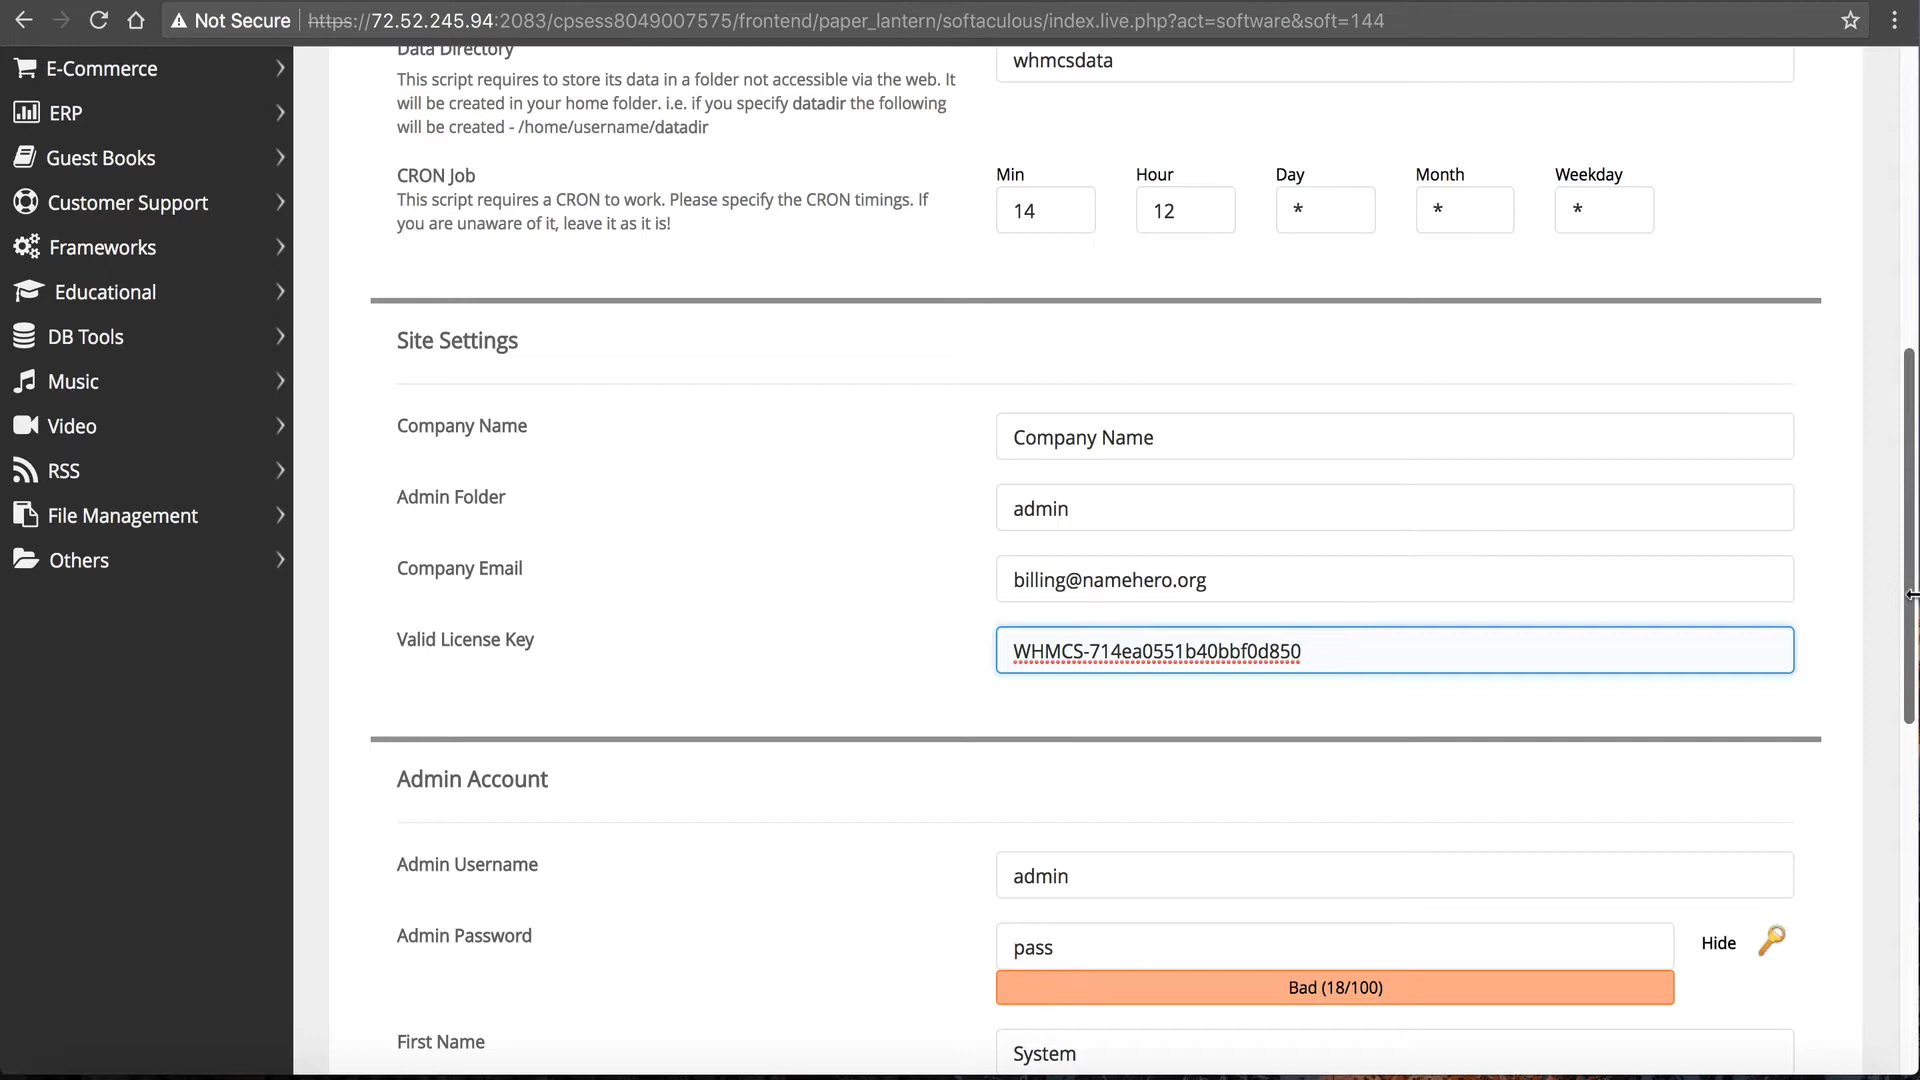 Not Secure
https://72.52.245.94:2083/cpsess8049007575/frontend/paper_lantern/softaculous/index.live.php?act=software&soft=144
E-Commerce
ERP
Guest Books
Customer Support
Frameworks
Educational
DB Tools
Music
Video
RSS
File Management
Others
Data Directory
whmcsdata
This script requires to store its data in a folder not accessible via the web. It
will be created in your home folder. i.e. if you specify datadir the following
will be created - /home/username/datadir
CRON Job
This script requires a CRON to work. Please specify the CRON timings. If
you are unaware of it, leave it as it is!
Min Hour Day Month Weekday
14 12 * * *
Site Settings
Company Name
Company Name
Admin Folder
admin
Company Email
billing@namehero.org
Valid License Key
WHMCS-714ea0551b40bbf0d850
Admin Account
Admin Username
admin
Admin Password
pass
Hide
Bad (18/100)
First Name
System